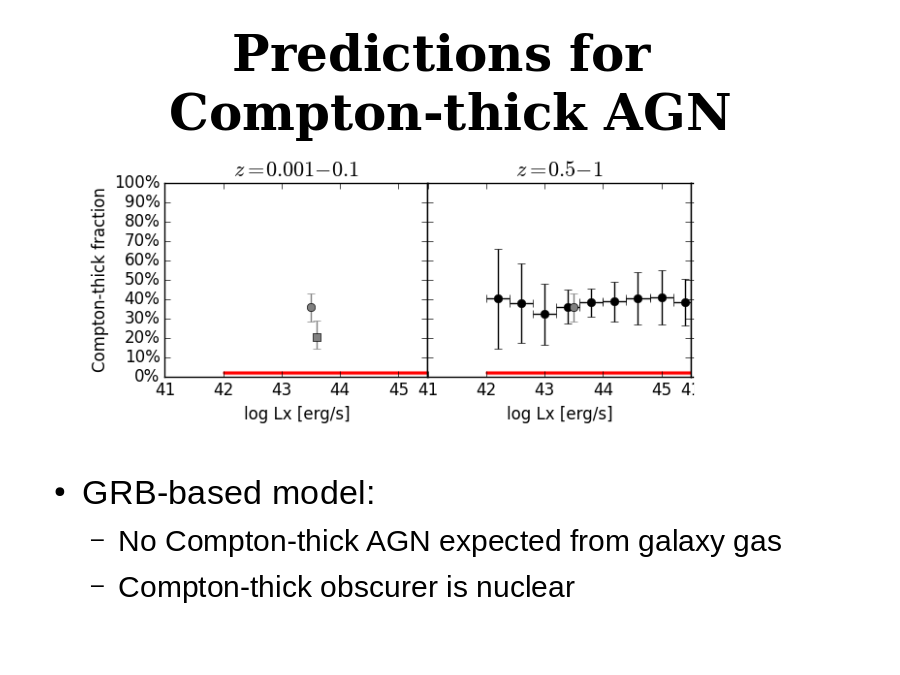 Predictions for
Compton-thick AGN
z=0.001−0.1 z=0.5−1
100%
90%
80%
70%
60%
50%
40%
30%
20%
10%
0%
Compton-thick fraction
41 42 43 44 45 41 42 43 44 45 41
log Lx [erg/s] log Lx [erg/s]
• GRB-based model:
– No Compton-thick AGN expected from galaxy gas
– Compton-thick obscurer is nuclear